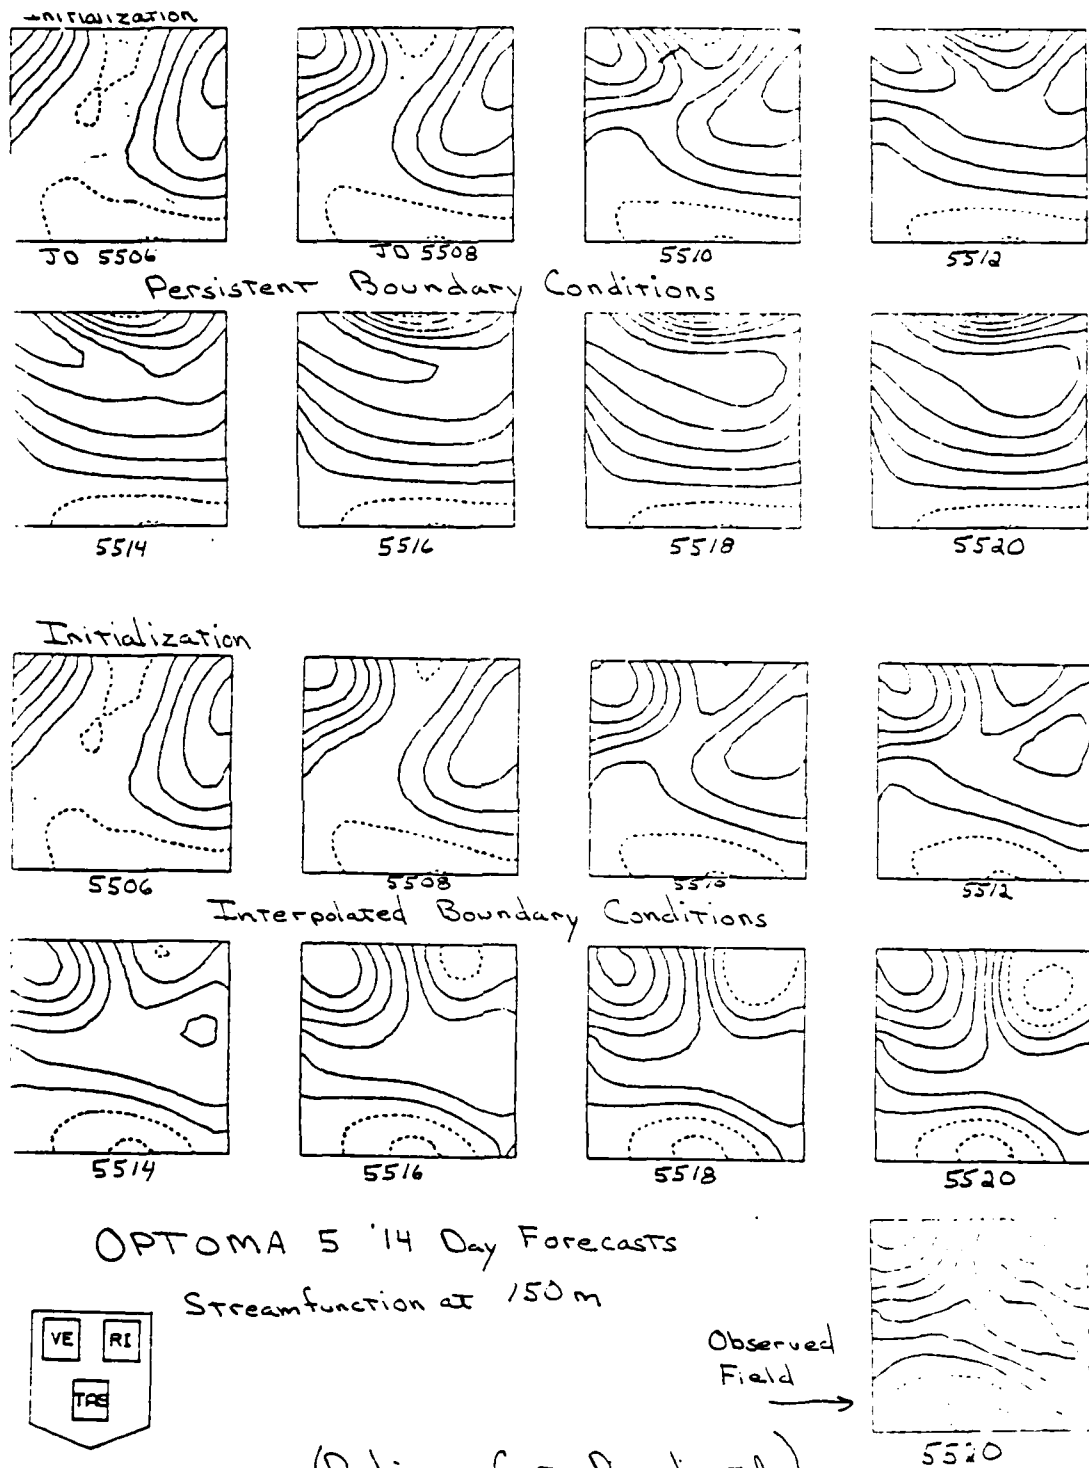 Initialization
JD 5506 JD 5508 5510 5512
Persistent Boundary Conditions
5514 5516 5518 5520
Initialization
5506 5508 5510 5512
Interpolated Boundary Conditions
5514 5516 5518 5520
OPTOMA 5 '14 Day Forecasts
Streamfunction at 150m
VE RI
TAS
Observed
Field
5520